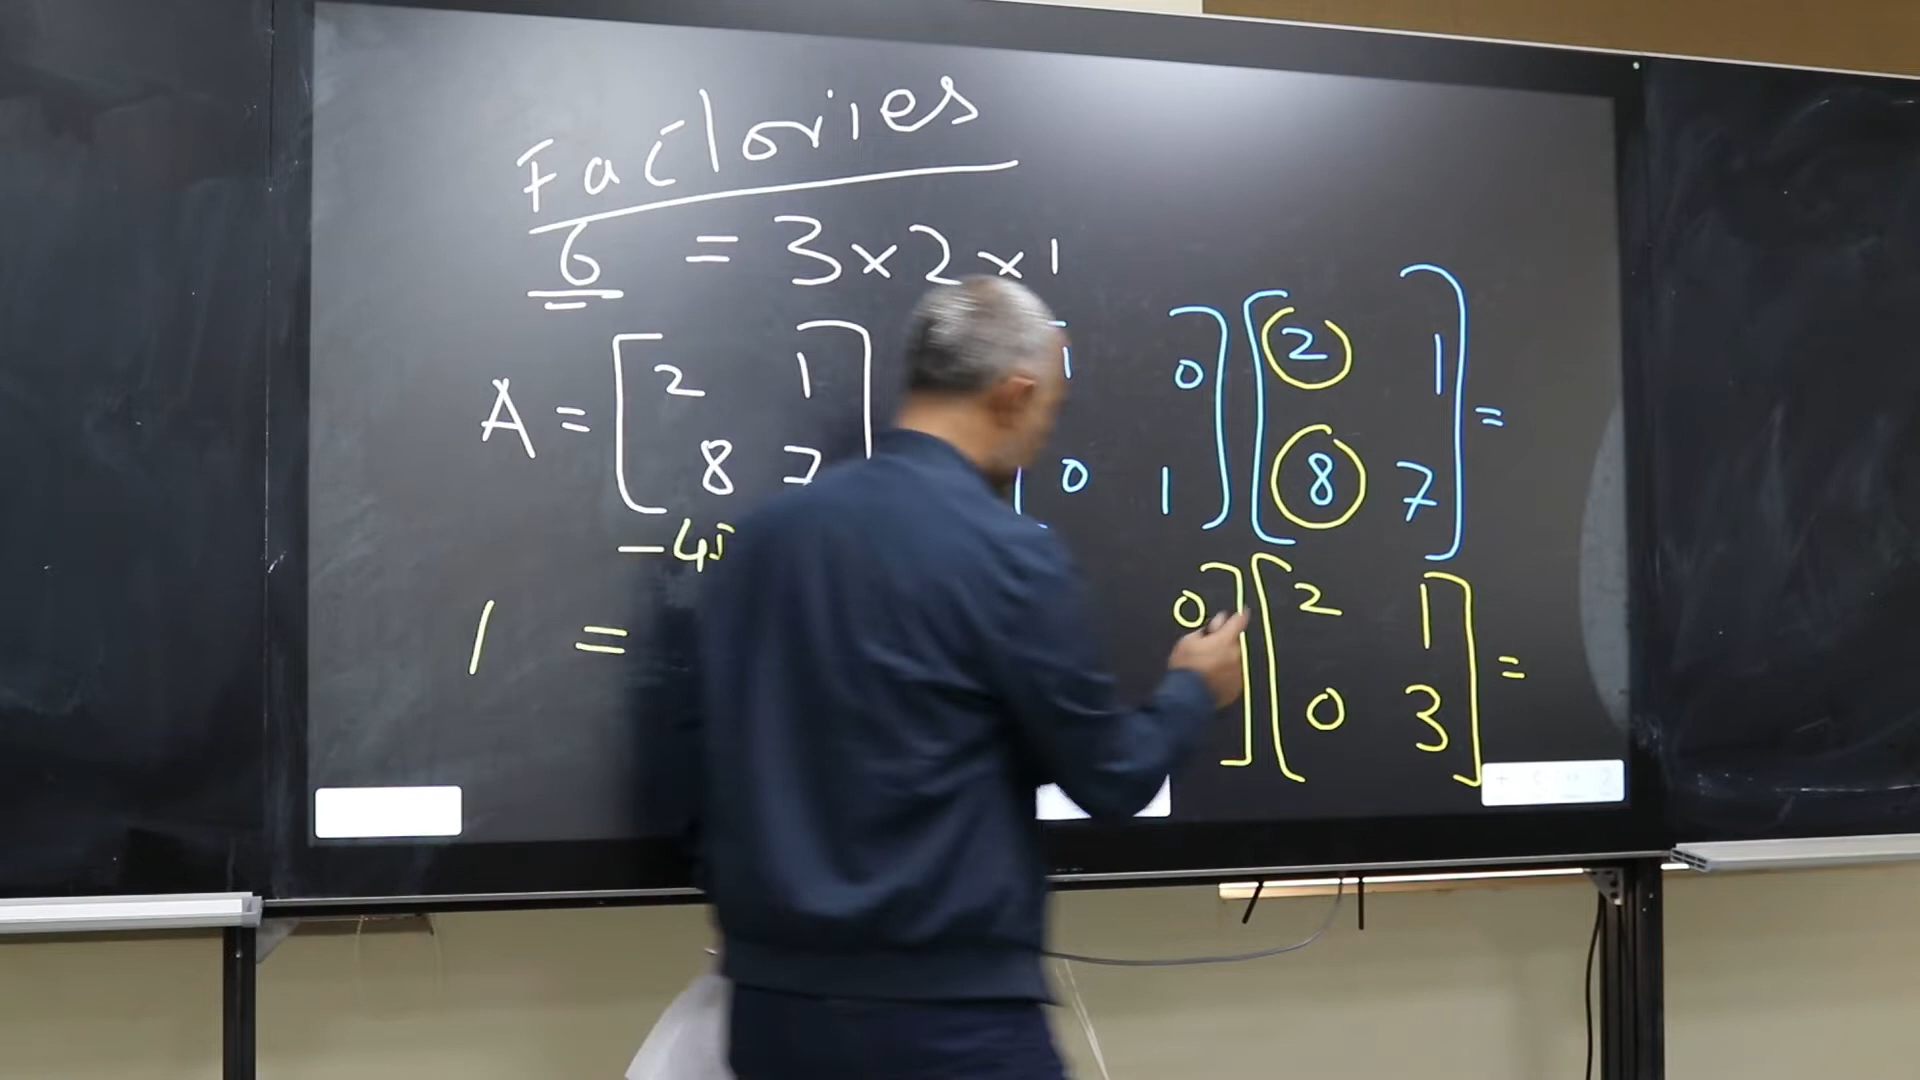 Factories
6 = 3 x 2 x 1
A = [ 2 1 ] 1 0 ] [ 2 1 ] =
8 7 0 1 8 7
-45
1 = 0 ] [ 2 1 ] =
0 3